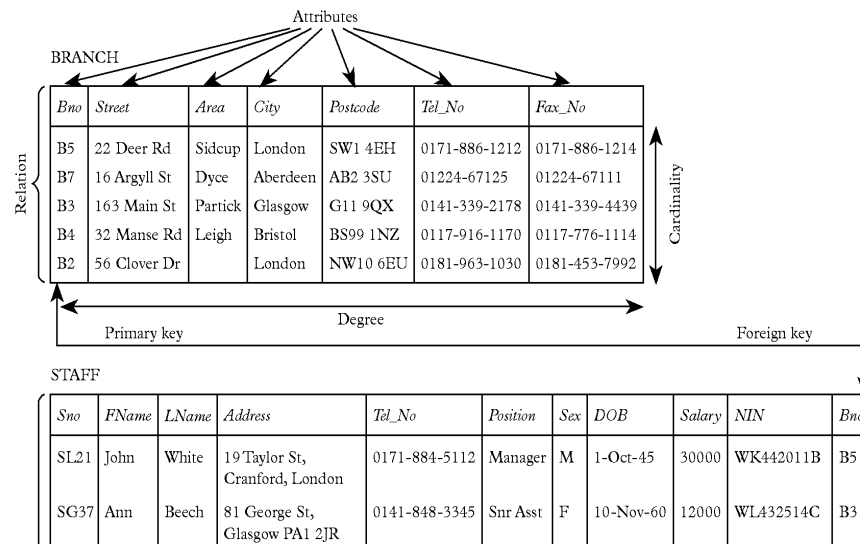 Attributes
BRANCH
Bno Street Area City Postcode Tel_No Fax_No
B5 22 Deer Rd Sidcup London SW1 4EH 0171-886-1212 0171-886-1214
B7 16 Argyll St Dyce Aberdeen AB2 3SU 01224-67125 01224-67111
B3 163 Main St Partick Glasgow G11 9QX 0141-339-2178 0141-339-4439
B4 32 Manse Rd Leigh Bristol BS99 1NZ 0117-916-1170 0117-776-1114
B2 56 Clover Dr London NW10 6EU 0181-963-1030 0181-453-7992
Relation
Cardinality
Degree
Primary key Foreign key
STAFF
Sno FName LName Address Tel_No Position Sex DOB Salary NIN Bno
SL21 John White 19 Taylor St, 0171-884-5112 Manager M 1-Oct-45 30000 WK442011B B5
Cranford, London
SG37 Ann Beech 81 George St, 0141-848-3345 Snr Asst F 10-Nov-60 12000 WL432514C B3
Glasgow PA1 2JR